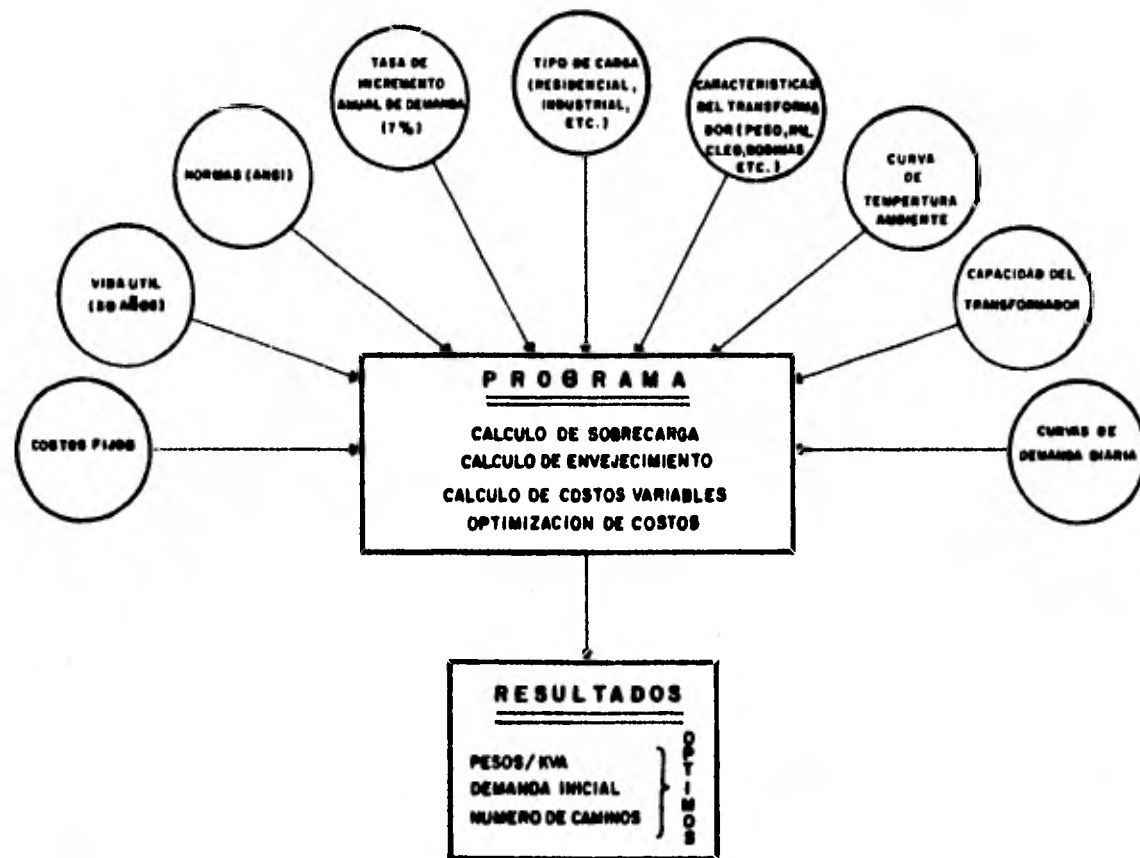 TASA DE
INCREMENTO
ANUAL DE DEMANDA
(7 %)
TIPO DE CARGA
(RESIDENCIAL,
INDUSTRIAL,
ETC.)
CARACTERISTICAS
DEL TRANSFORMA
DOR (PESO, NU
CLEO, BOBINAS
ETC.)
NORMAS (ANSI)
CURVA
DE
TEMPERTURA
AMBIENTE
VIDA UTIL
AÑOS)
CAPACIDAD DEL
TRANSFORMADOR
COSTOS FIJOS
CURVAS DE
DEMANDA DIARIA
PROGRAMA
CALCULO DE SOBRECARGA
CALCULO DE ENVEJECIMIENTO
CALCULO DE COSTOS VARIABLES
OPTIMIZACION DE COSTOS
RESULTADOS
PESOS/KVA
DEMANDA INICIAL
NUMERO DE CAMINOS
OPTIMOS